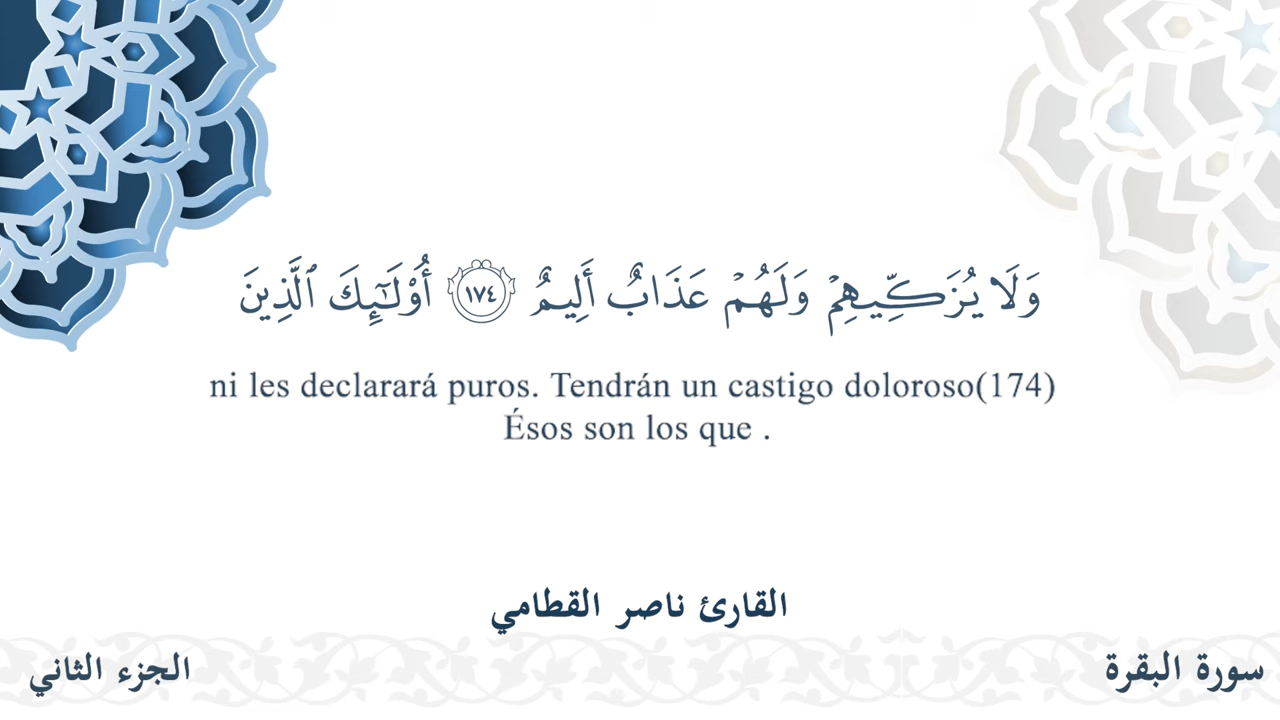 وَلَا يُزَكِّيهِمْ وَلَهُمْ عَذَابٌ أَلِيمٌ ١٧٤ أُو۟لَـٰٓئِكَ ٱلَّذِينَ
ni les declarará puros. Tendrán un castigo doloroso(174)
Ésos son los que .
القارئ ناصر القطامي
سورة البقرة
الجزء الثاني